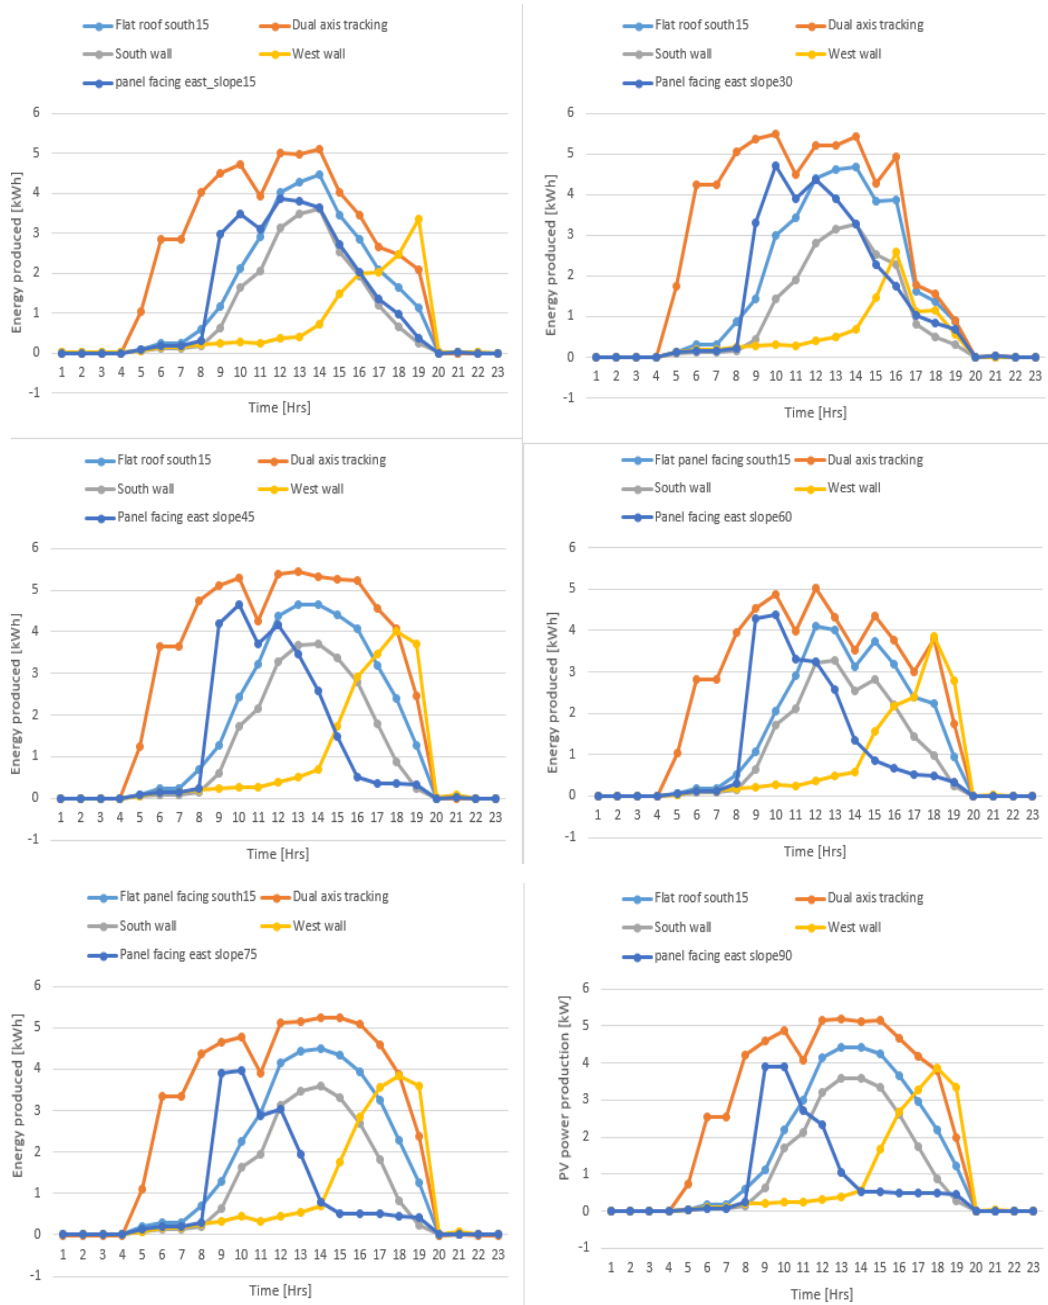 Flat roof south15 Dual axis tracking
South wall West wall
panel facing east_slope15
6
5
4
3
2
1
0
-1
Energy produced [kWh]
1 2 3 4 5 6 7 8 9 10 11 12 13 14 15 16 17 18 19 20 21 22 23
Time [Hrs]
Flat roof south15 Dual axis tracking
South wall West wall
Panel facing east slope30
6
5
4
3
2
1
0
-1
Energy produced [kWh]
1 2 3 4 5 6 7 8 9 10 11 12 13 14 15 16 17 18 19 20 21 22 23
Time [Hrs]
Flat roof south15 Dual axis tracking
South wall West wall
Panel facing east slope45
6
5
4
3
2
1
0
-1
Energy produced [kWh]
1 2 3 4 5 6 7 8 9 10 11 12 13 14 15 16 17 18 19 20 21 22 23
Time [Hrs]
Flat panel facing south15 Dual axis tracking
South wall West wall
Panel facing east slope60
6
5
4
3
2
1
0
-1
Energy produced [kWh]
1 2 3 4 5 6 7 8 9 10 11 12 13 14 15 16 17 18 19 20 21 22 23
Time [Hrs]
Flat panel facing south15 Dual axis tracking
South wall West wall
Panel facing east slope75
6
5
4
3
2
1
0
-1
Energy produced [kWh]
1 2 3 4 5 6 7 8 9 10 11 12 13 14 15 16 17 18 19 20 21 22 23
Time [Hrs]
Flat roof south15 Dual axis tracking
South wall West wall
panel facing east slope90
6
5
4
3
2
1
0
-1
PV power production [kW]
1 2 3 4 5 6 7 8 9 10 11 12 13 14 15 16 17 18 19 20 21 22 23
Time [Hrs]